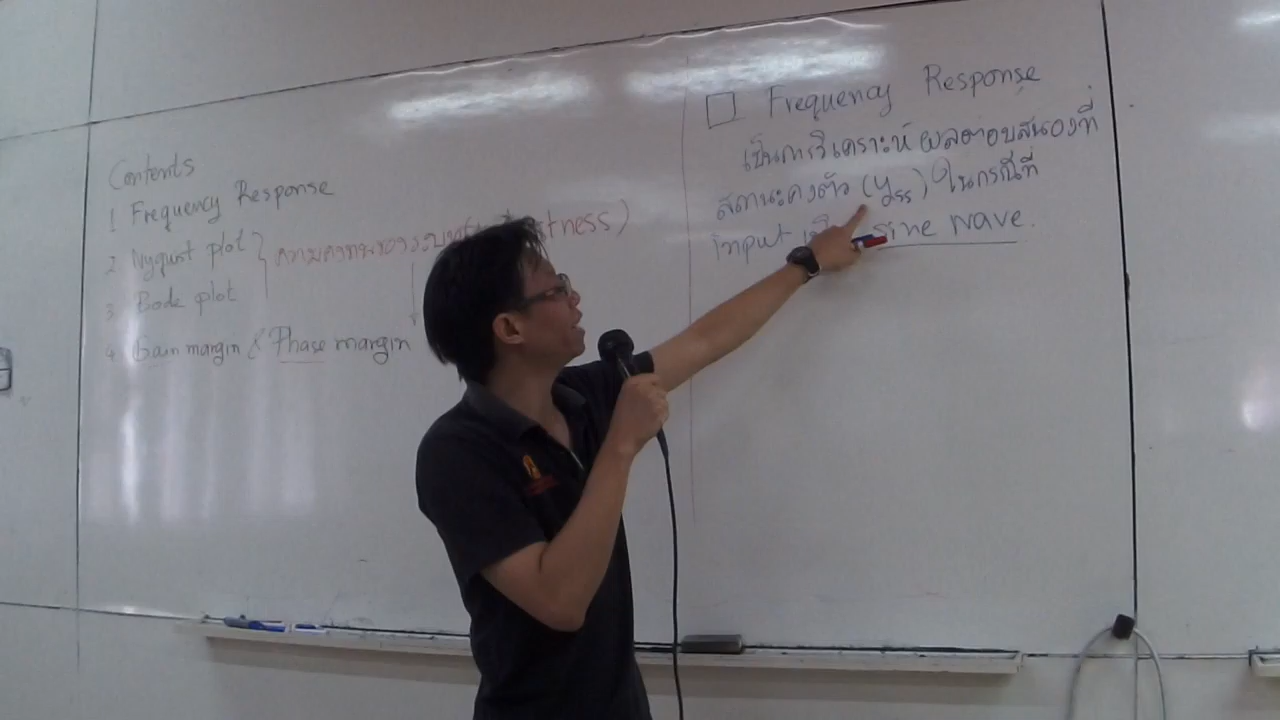 Contents
1 Frequency Response
2 Nyqust plot
ความคงทนของระบบ( stness)
3 Bode plot
4 Gain margin & Phase margin
Frequency Response
เป็นการวิเคราะห์ ผลตอบสนองที่
สถานะคงตัว (yss) ในกรณีที่
input เป็น sine wave.